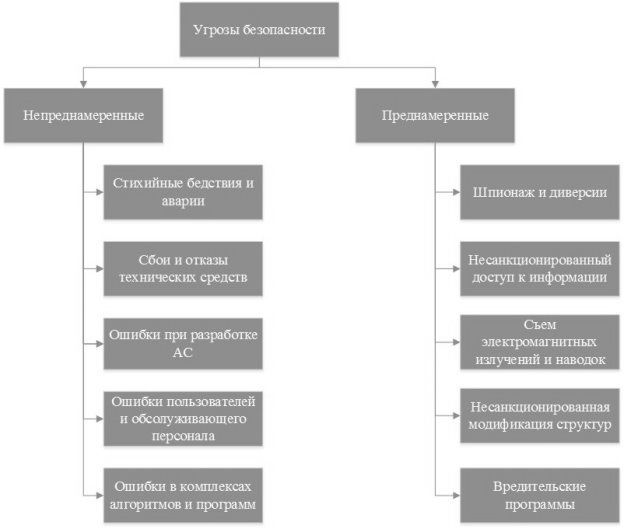 Угрозы безопасности
Непреднамеренные
Преднамеренные
Стихийные бедствия и
аварии
Сбои и отказы
технических средств
Ошибки при разработке
АС
Ошибки пользователей
и обсолуживающего
персонала
Ошибки в комплексах
алгоритмов и программ
Шпионаж и диверсии
Несанкционированный
доступ к информации
Съем
электромагнитных
излучений и наводок
Несанкционированная
модификация структур
Вредительские
программы